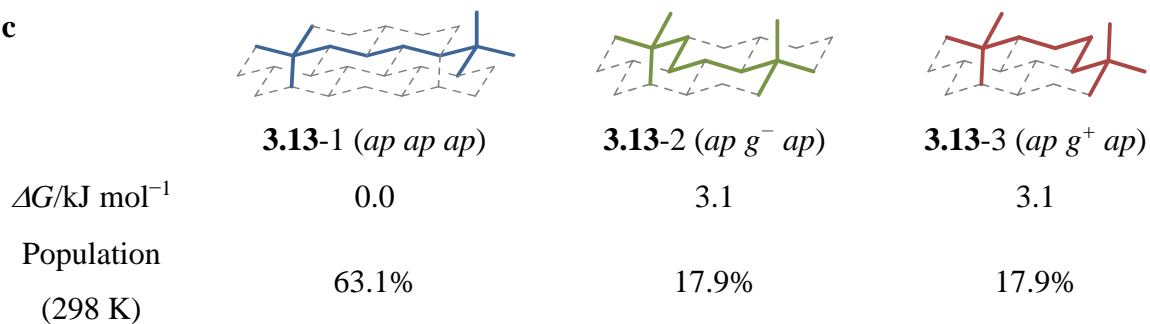 c
3.13-1 (ap ap ap) 3.13-2 (ap g⁻ ap) 3.13-3 (ap g⁺ ap)
ΔG/kJ mol⁻¹ 0.0 3.1 3.1
Population
(298 K) 63.1% 17.9% 17.9%